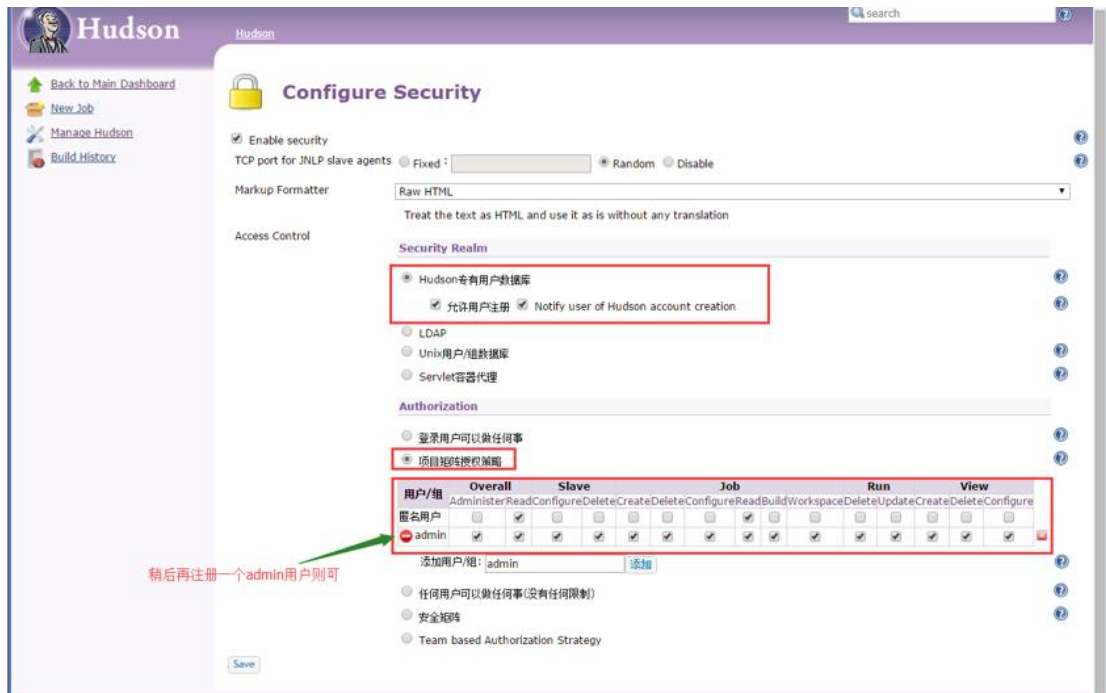 search
Hudson
Hudson
Back to Main Dashboard
New Job
Manage Hudson
Build History
Configure Security
Enable security
TCP port for JNLP slave agents Fixed : Random Disable
Markup Formatter Raw HTML
Treat the text as HTML and use it as is without any translation
Access Control
Security Realm
Hudson专有用户数据库
允许用户注册 Notify user of Hudson account creation
LDAP
Unix用户/组数据库
Servlet容器代理
Authorization
登录用户可以做任何事
项目矩阵授权策略
用户/组 Overall Slave Job Run View
Administer Read Configure Delete Create Delete Configure Read Build Workspace Delete Update Create Delete Configure
匿名用户
admin
添加用户/组: admin 添加
稍后再注册一个admin用户则可
任何用户可以做任何事(没有任何限制)
安全矩阵
Team based Authorization Strategy
Save